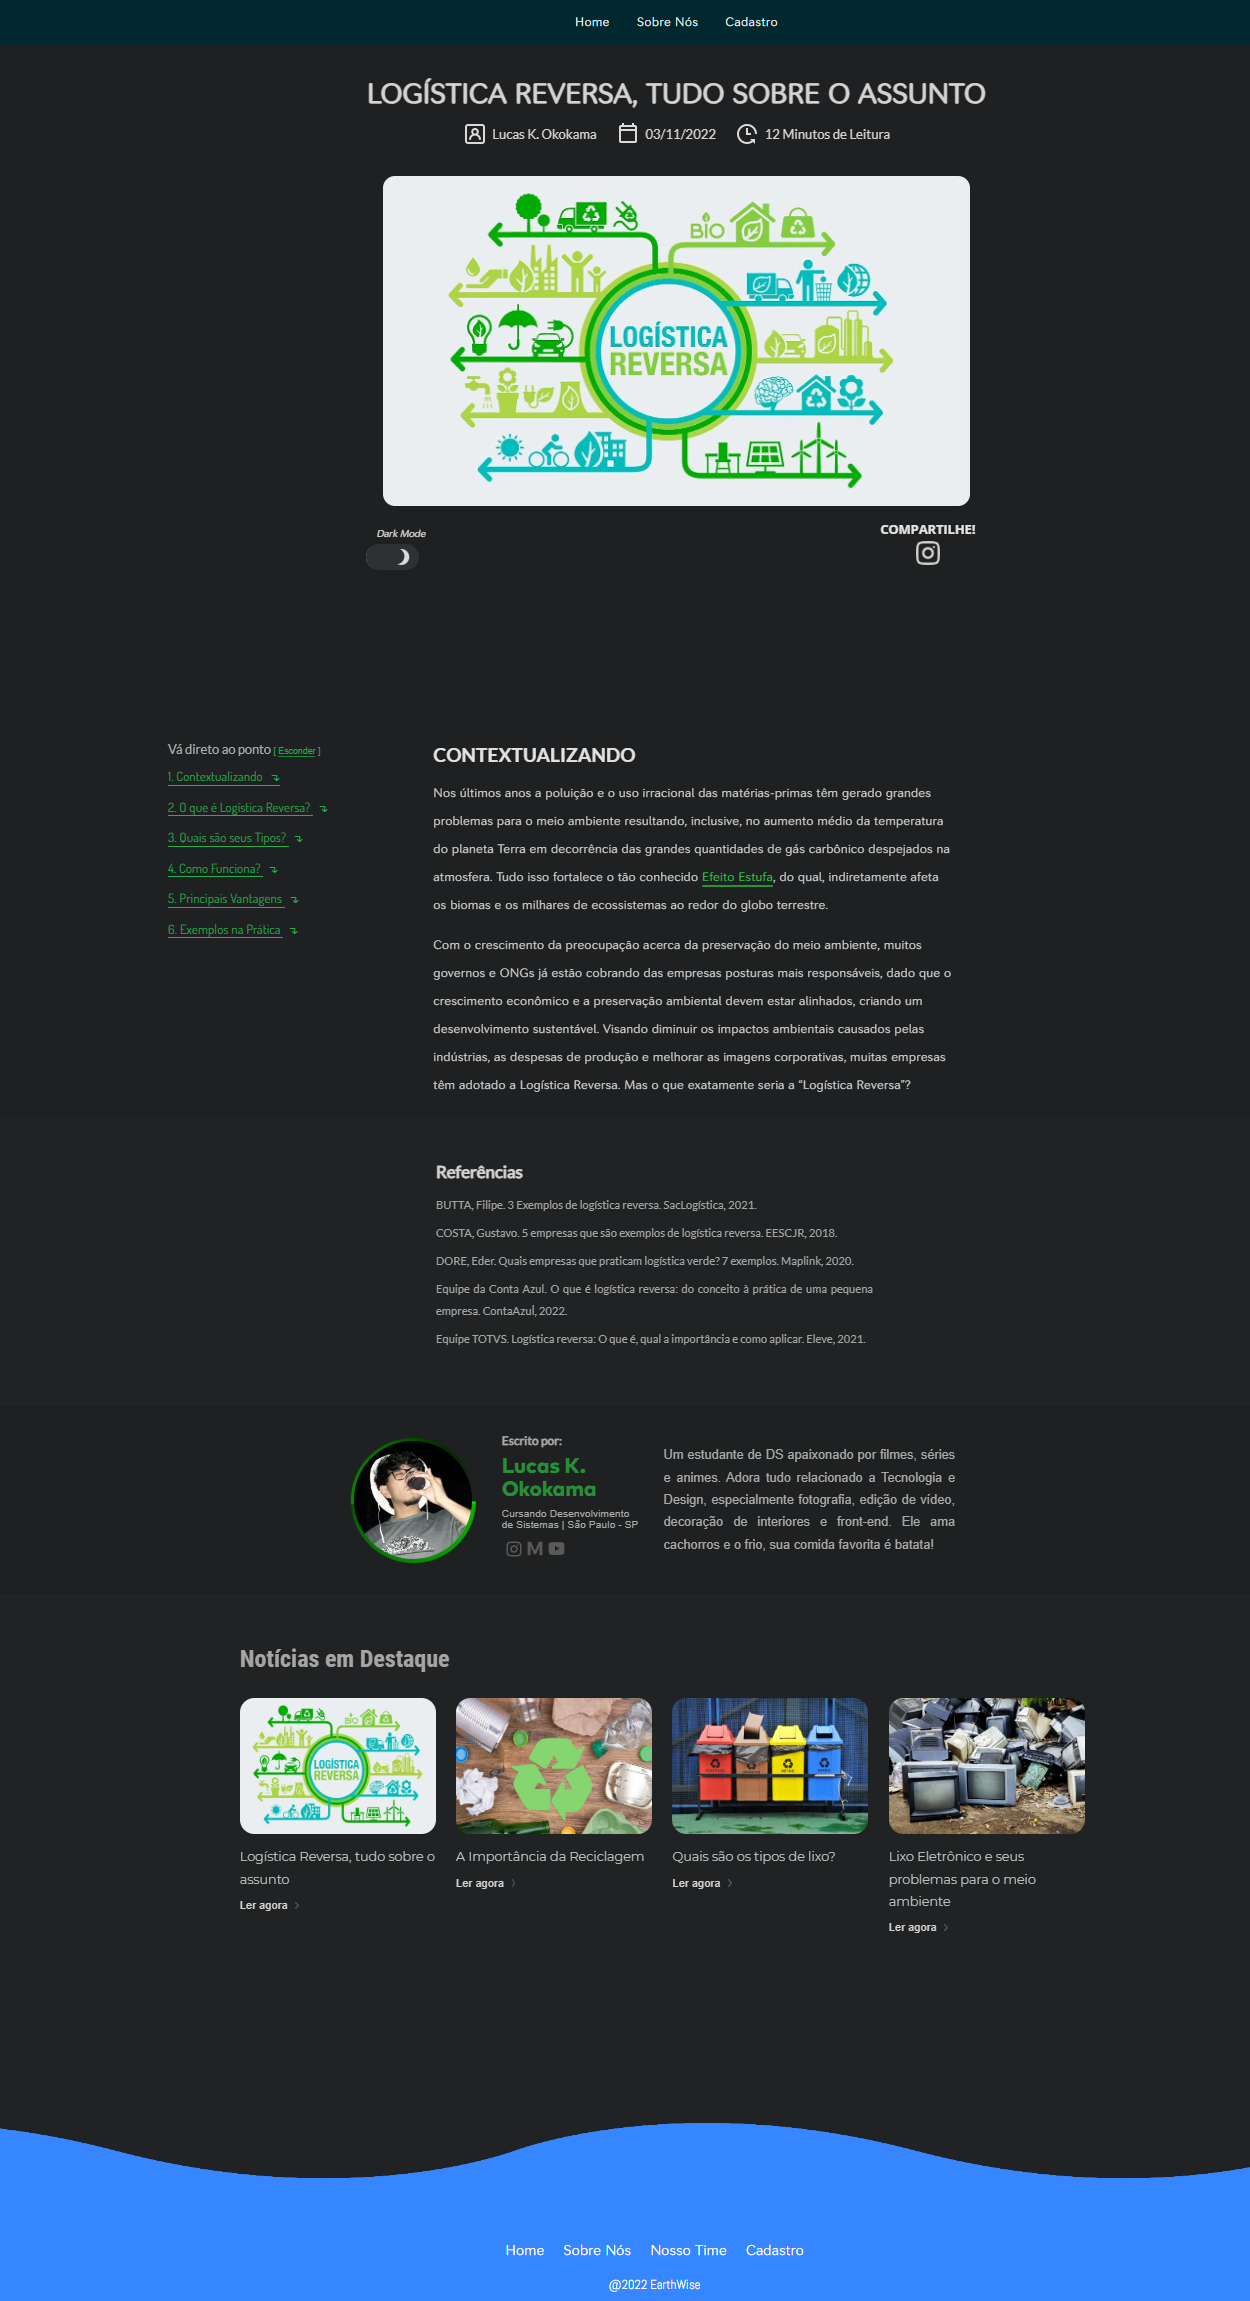 Home Sobre Nós Cadastro
LOGÍSTICA REVERSA, TUDO SOBRE O ASSUNTO
Lucas K. Okokama 03/11/2022 12 Minutos de Leitura
BIO
LOGÍSTICA
REVERSA
Dark Mode
COMPARTILHE!
Vá direto ao ponto [ Esconder ]
1. Contextualizando
2. O que é Logística Reversa?
3. Quais são seus Tipos?
4. Como Funciona?
5. Principais Vantagens
6. Exemplos na Prática
CONTEXTUALIZANDO
Nos últimos anos a poluição e o uso irracional das matérias-primas têm gerado grandes
problemas para o meio ambiente resultando, inclusive, no aumento médio da temperatura
do planeta Terra em decorrência das grandes quantidades de gás carbônico despejados na
atmosfera. Tudo isso fortalece o tão conhecido Efeito Estufa, do qual, indiretamente afeta
os biomas e os milhares de ecossistemas ao redor do globo terrestre.
Com o crescimento da preocupação acerca da preservação do meio ambiente, muitos
governos e ONGs já estão cobrando das empresas posturas mais responsáveis, dado que o
crescimento econômico e a preservação ambiental devem estar alinhados, criando um
desenvolvimento sustentável. Visando diminuir os impactos ambientais causados pelas
indústrias, as despesas de produção e melhorar as imagens corporativas, muitas empresas
têm adotado a Logística Reversa. Mas o que exatamente seria a “Logística Reversa”?
Referências
BUTTA, Filipe. 3 Exemplos de logística reversa. SacLogística, 2021.
COSTA, Gustavo. 5 empresas que são exemplos de logística reversa. EESCJR, 2018.
DORE, Eder. Quais empresas que praticam logística verde? 7 exemplos. Maplink, 2020.
Equipe da Conta Azul. O que é logística reversa: do conceito à prática de uma pequena
empresa. ContaAzul, 2022.
Equipe TOTVS. Logística reversa: O que é, qual a importância e como aplicar. Eleve, 2021.
Escrito por:
Lucas K.
Okokama
Cursando Desenvolvimento
de Sistemas | São Paulo - SP
Um estudante de DS apaixonado por filmes, séries
e animes. Adora tudo relacionado a Tecnologia e
Design, especialmente fotografia, edição de vídeo,
decoração de interiores e front-end. Ele ama
cachorros e o frio, sua comida favorita é batata!
Notícias em Destaque
BIO
LOGÍSTICA
REVERSA
Logística Reversa, tudo sobre o
assunto
Ler agora
A Importância da Reciclagem
Ler agora
Quais são os tipos de lixo?
Ler agora
Lixo Eletrônico e seus
problemas para o meio
ambiente
Ler agora
Home Sobre Nós Nosso Time Cadastro
@2022 EarthWise